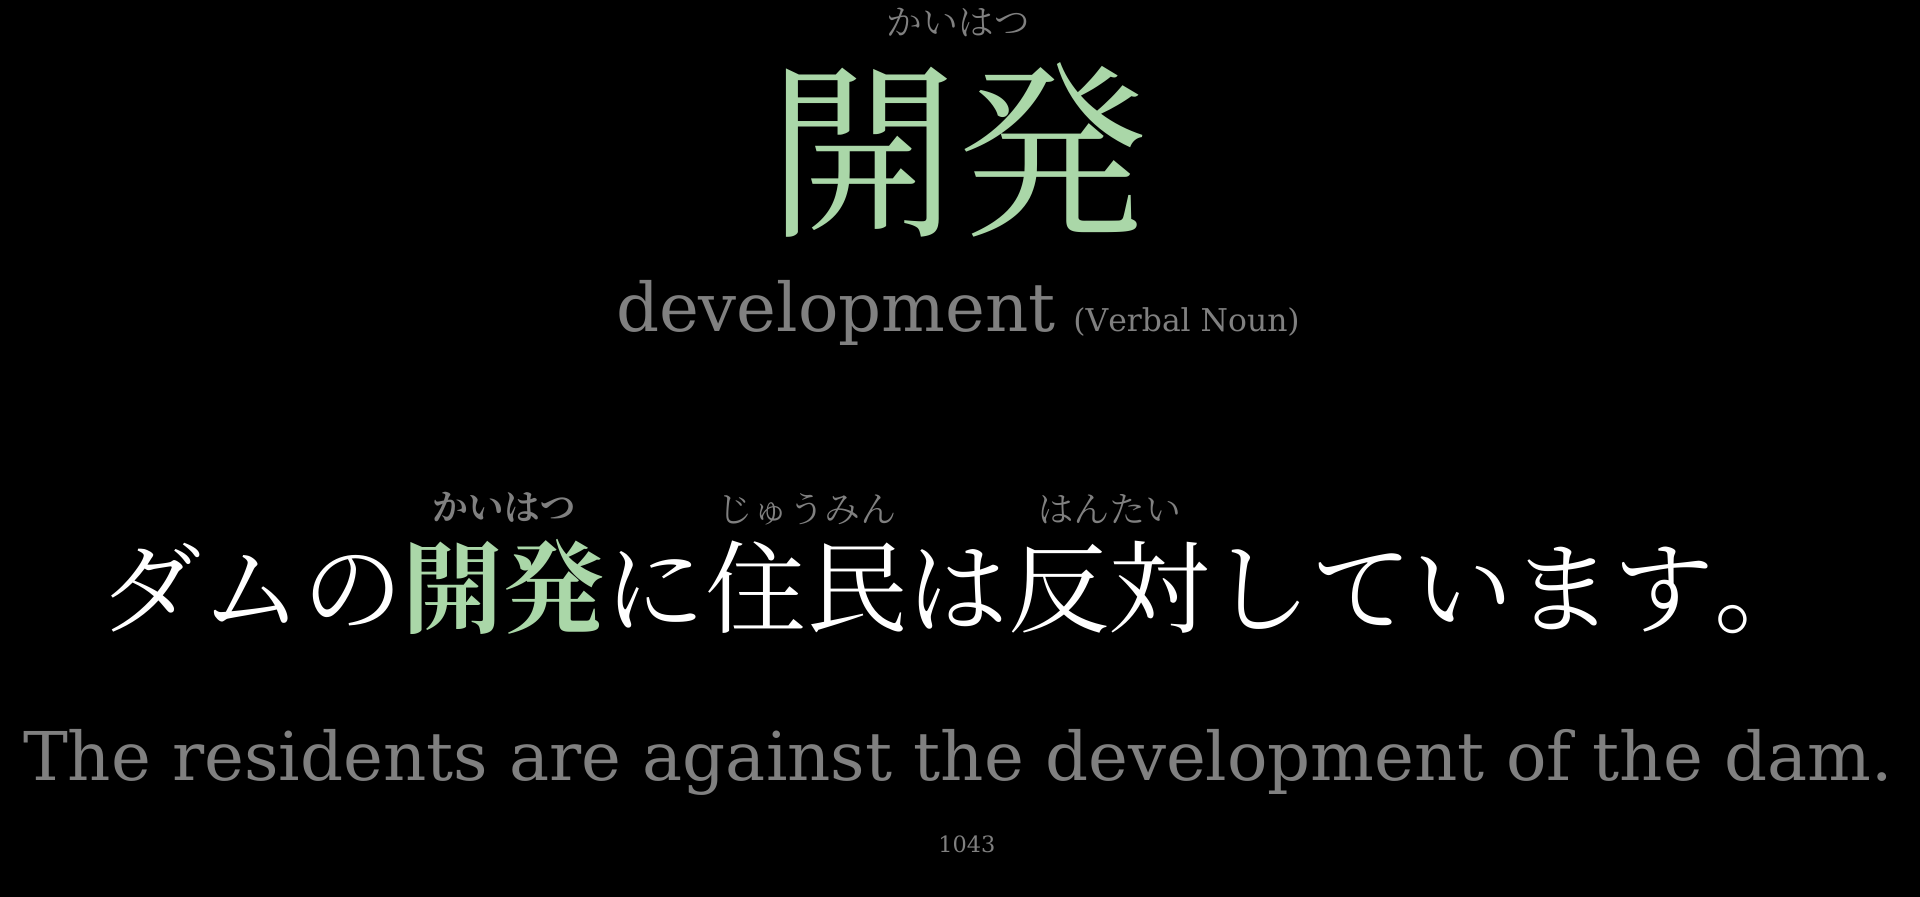 かいはつ
開発
development (Verbal Noun)
かいはつ じゅうみん はんたい
ダムの開発に住民は反対しています。
The residents are against the development of the dam.
1043